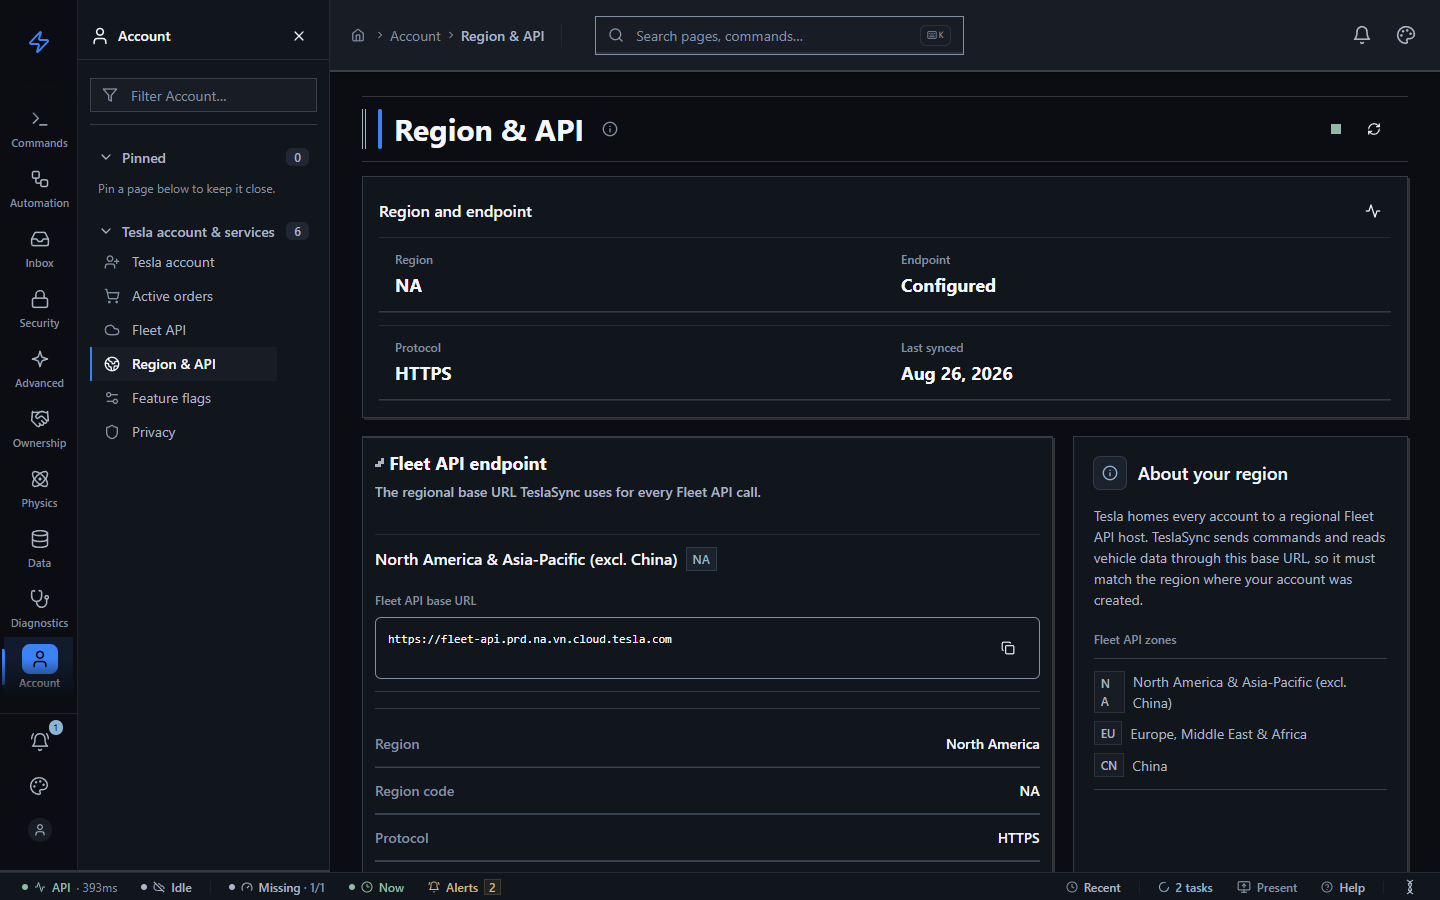 Account
Account
Region & API
Search pages, commands...
K
Filter Account...
Commands
Automation
Inbox
Security
Advanced
Ownership
Physics
Data
Diagnostics
Account
1
Pinned
0
Pin a page below to keep it close.
Tesla account & services
6
Tesla account
Active orders
Fleet API
Region & API
Feature flags
Privacy
Region & API
Region and endpoint
Region
NA
Endpoint
Configured
Protocol
HTTPS
Last synced
Aug 26, 2026
Fleet API endpoint
The regional base URL TeslaSync uses for every Fleet API call.
North America & Asia-Pacific (excl. China)
NA
Fleet API base URL
https://fleet-api.prd.na.vn.cloud.tesla.com
Region
North America
Region code
NA
Protocol
HTTPS
About your region
Tesla homes every account to a regional Fleet
API host. TeslaSync sends commands and reads
vehicle data through this base URL, so it must
match the region where your account was
created.
Fleet API zones
N
A
North America & Asia-Pacific (excl.
China)
EU
Europe, Middle East & Africa
CN
China
API · 393ms
Idle
Missing · 1/1
Now
Alerts
2
Recent
2 tasks
Present
Help